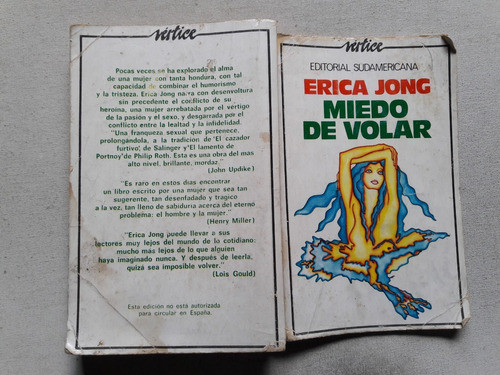 vértice
Pocas veces se ha explorado el alma
de una mujer con tanta hondura, con tal
capacidad de combinar el humorismo
y la tristeza. Erica Jong narra con desenvoltura
sin precedente el conflicto de su
heroína, una mujer arrebatada por el vértigo
de la pasión y el sexo, y desgarrada por el
conflicto entre la lealtad y la infidelidad.
"Una franqueza sexual que pertenece,
prolongándola, a la tradición de 'El cazador
furtivo', de Salinger y 'El lamento de
Portnoy' de Philip Roth. Esta es una obra del más
alto nivel, brillante, mordaz."
(John Updike)
"Es raro en estos días encontrar
un libro escrito por una mujer que sea tan
sugerente, tan desenfadado y trágico
a la vez, tan lleno de sabiduría acerca del eterno
problema: el hombre y la mujer."
(Henry Miller)
"Erica Jong puede llevar a sus
lectores muy lejos del mundo de lo cotidiano:
mucho más lejos de lo que alguien
haya imaginado nunca. Y después de leerla,
quizá sea imposible volver."
(Lois Gould)
Esta edición no está autorizada
para circular en España.
vértice
EDITORIAL SUDAMERICANA
ERICA JONG
MIEDO
DE VOLAR